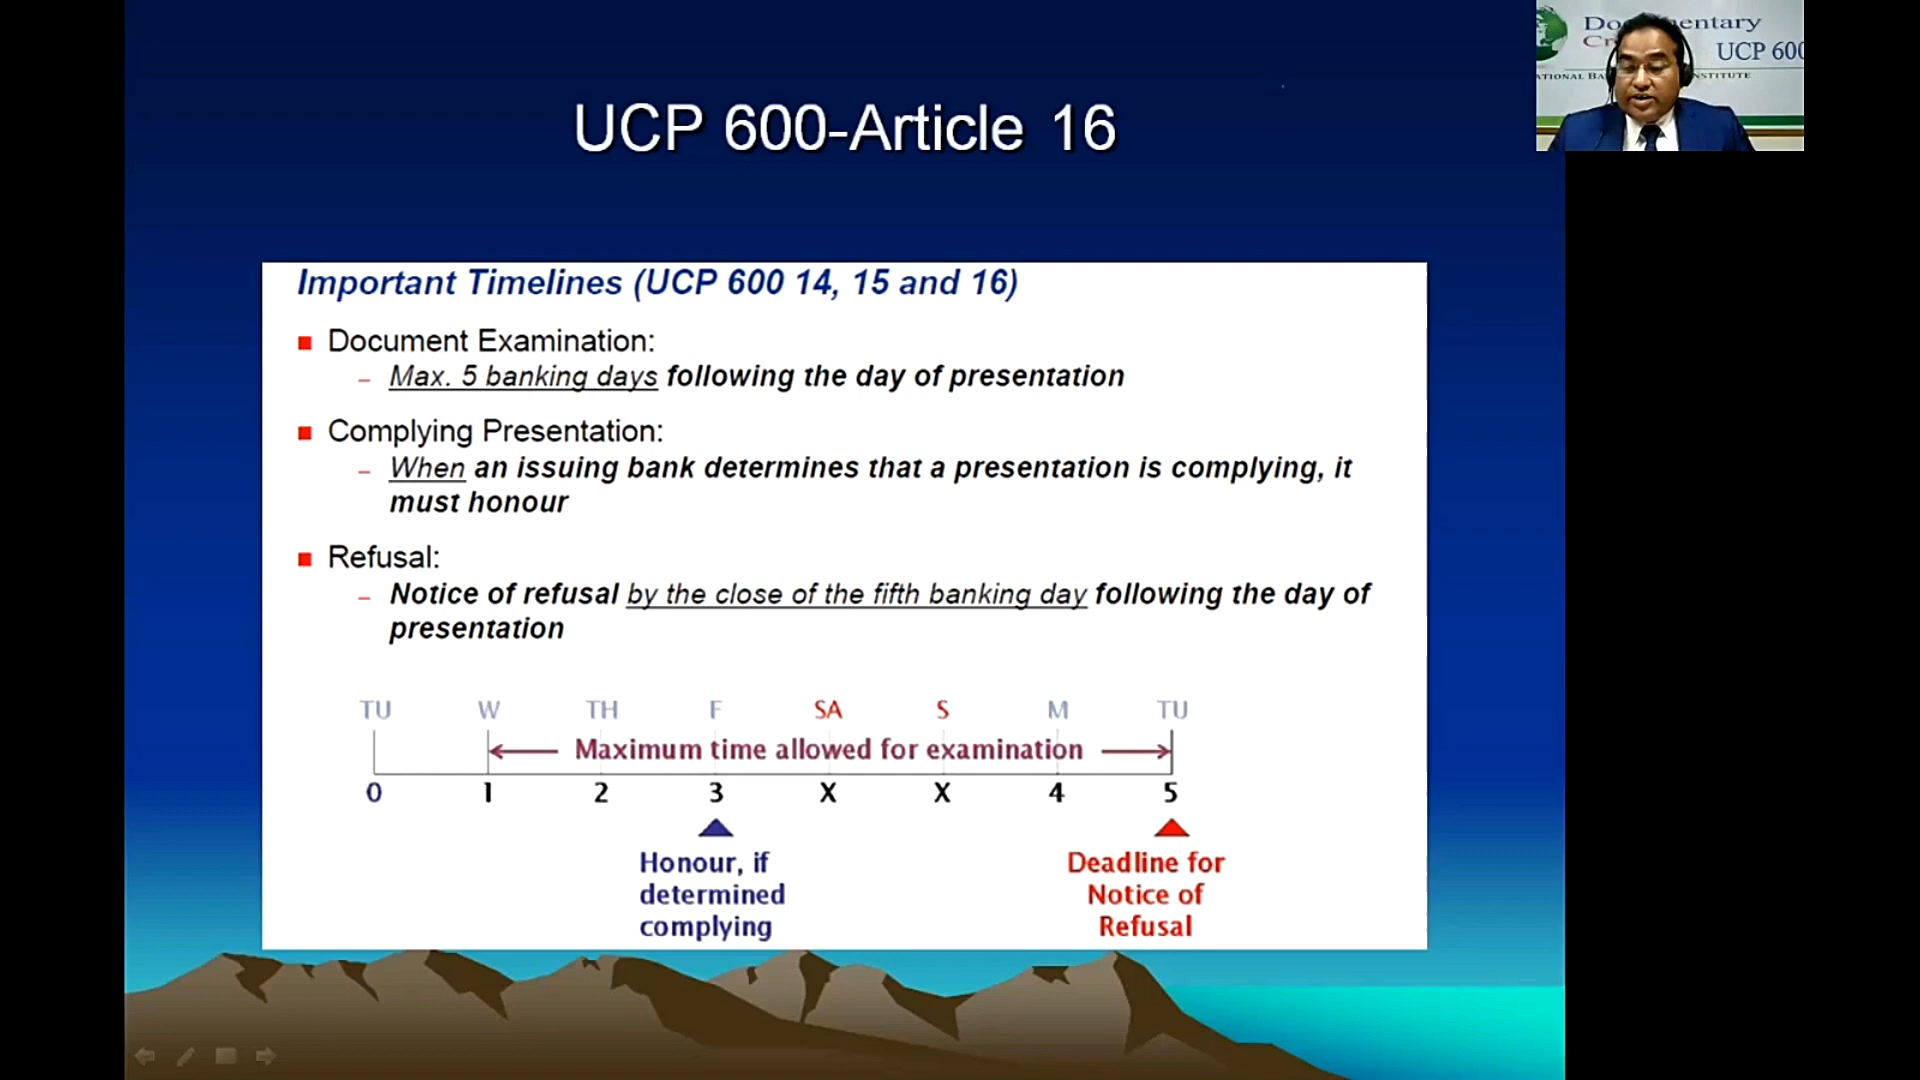 UCP 600-Article 16
UCP 600
Important Timelines (UCP 600 14, 15 and 16)
Document Examination:
– Max. 5 banking days following the day of presentation
Complying Presentation:
– When an issuing bank determines that a presentation is complying, it
must honour
Refusal:
– Notice of refusal by the close of the fifth banking day following the day of
presentation
TU W TH F SA S M TU
Maximum time allowed for examination
0 1 2 3 X X 4 5
Honour, if
determined
complying
Deadline for
Notice of
Refusal